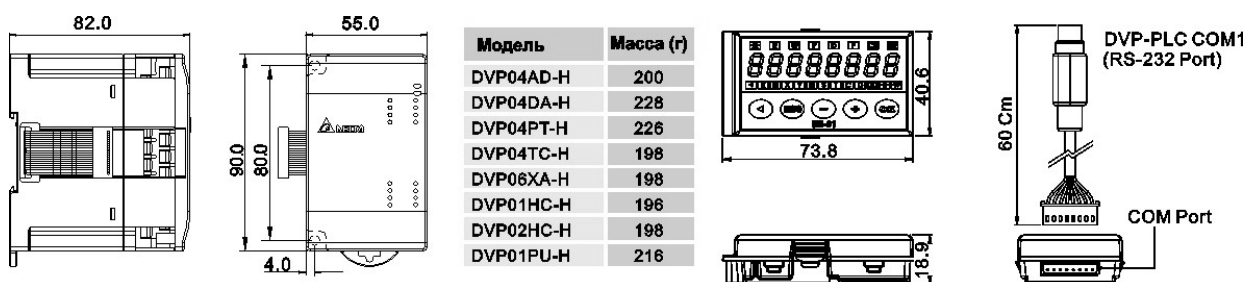 82.0
55.0
90.0
80.0
4.0
Модель Масса (г)
DVP04AD-H 200
DVP04DA-H 228
DVP04PT-H 226
DVP04TC-H 198
DVP06XA-H 198
DVP01HC-H 196
DVP02HC-H 198
DVP01PU-H 216
40.6
73.8
18.9
DVP-PLC COM1
(RS-232 Port)
60 Cm
COM Port